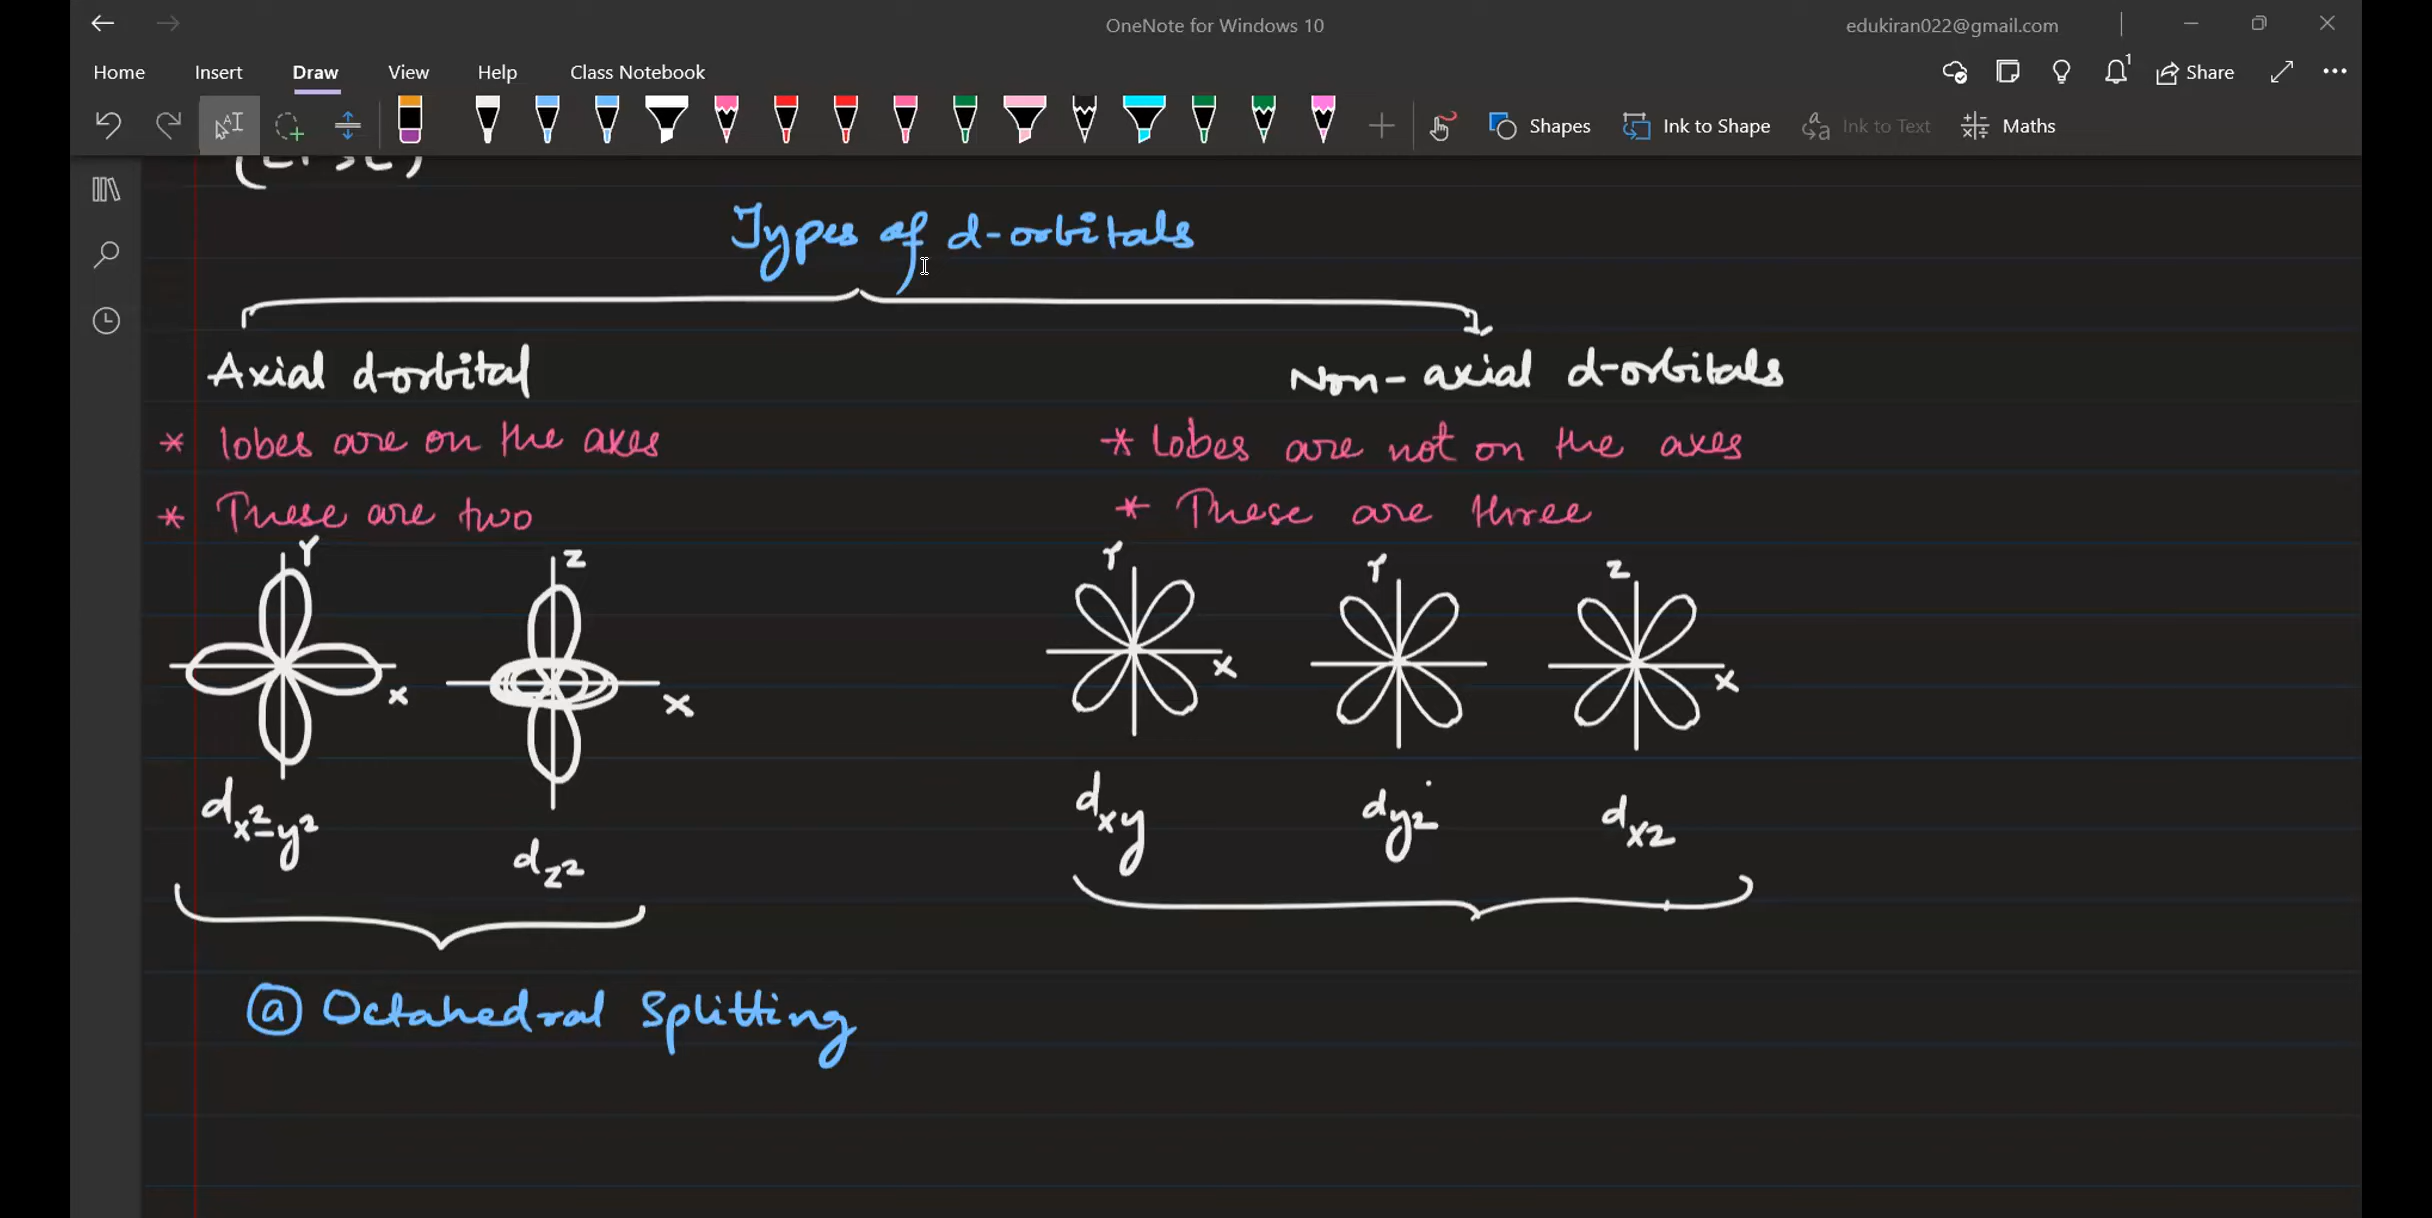 OneNote for Windows 10
edukiran022@gmail.com
Home Insert Draw View Help Class Notebook
1
Share
Shapes Ink to Shape Ink to Text Maths
Types of d-orbitals
Axial d-orbital
Non-axial d-orbitals
* lobes are on the axes
* Lobes are not on the axes
* These are two
* These are three
Y Z Y Y Z
X X X X
dx²-y² dz² dxy dyz dxz
ⓐ Octahedral Splitting